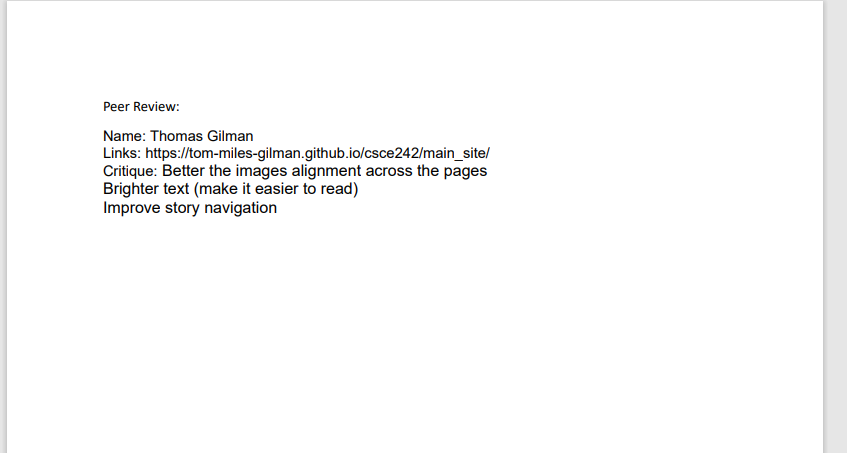 Peer Review:
Name: Thomas Gilman
Links: https://tom-miles-gilman.github.io/csce242/main_site/
Critique: Better the images alignment across the pages
Brighter text (make it easier to read)
Improve story navigation